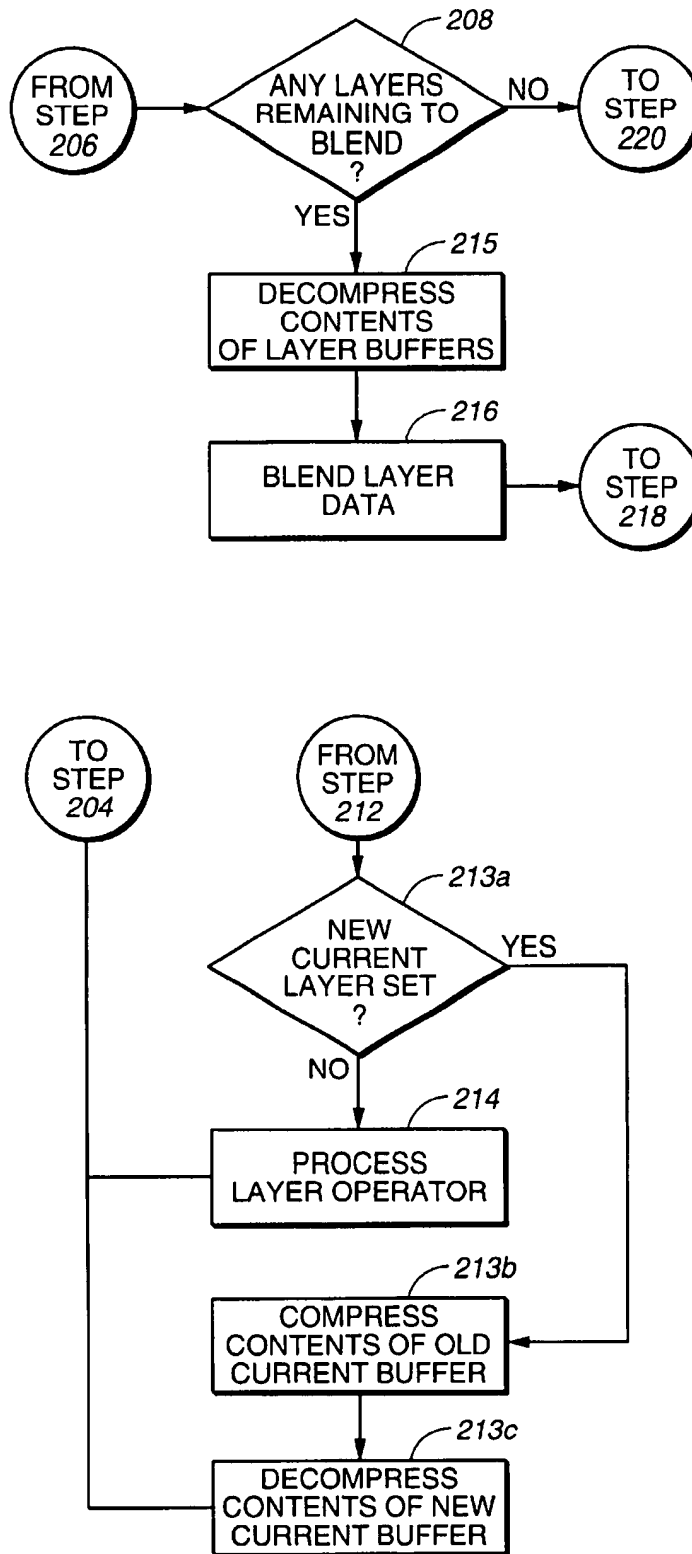 208
FROM
STEP
206
ANY LAYERS
REMAINING TO
BLEND
?
NO
TO
STEP
220
YES
215
DECOMPRESS
CONTENTS
OF LAYER BUFFERS
216
BLEND LAYER
DATA
TO
STEP
218
TO
STEP
204
FROM
STEP
212
213a
NEW
CURRENT
LAYER SET
?
YES
NO
214
PROCESS
LAYER OPERATOR
213b
COMPRESS
CONTENTS OF OLD
CURRENT BUFFER
213c
DECOMPRESS
CONTENTS OF NEW
CURRENT BUFFER